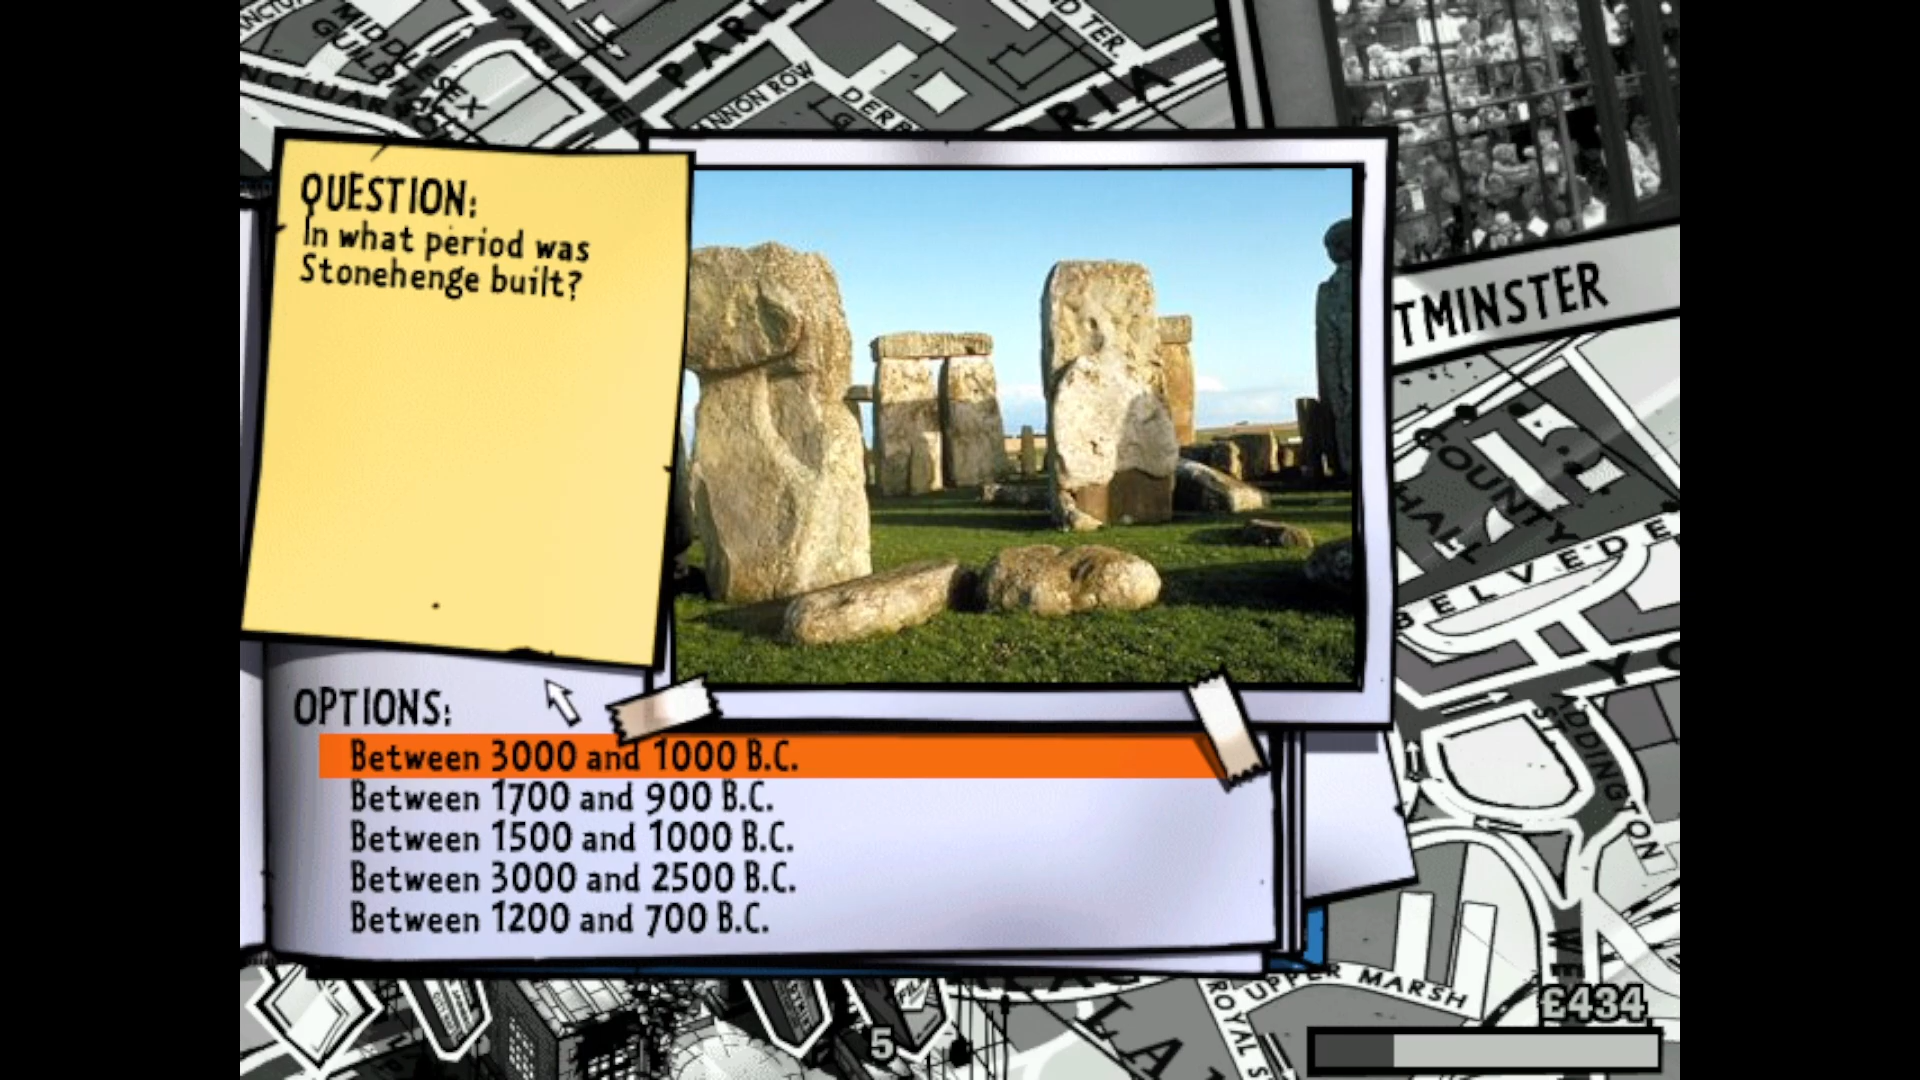 MIDDLESEX
GUILDHALL
CANNON ROW
QUESTION:
In what period was
Stonehenge built?
TMINSTER
COUNTY
HALL
BELVEDE
ADDINGTON
ST.
OPTIONS:
Between 3000 and 1000 B.C.
Between 1700 and 900 B.C.
Between 1500 and 1000 B.C.
Between 3000 and 2500 B.C.
Between 1200 and 700 B.C.
UPPER MARSH
ROYAL S
£434
5